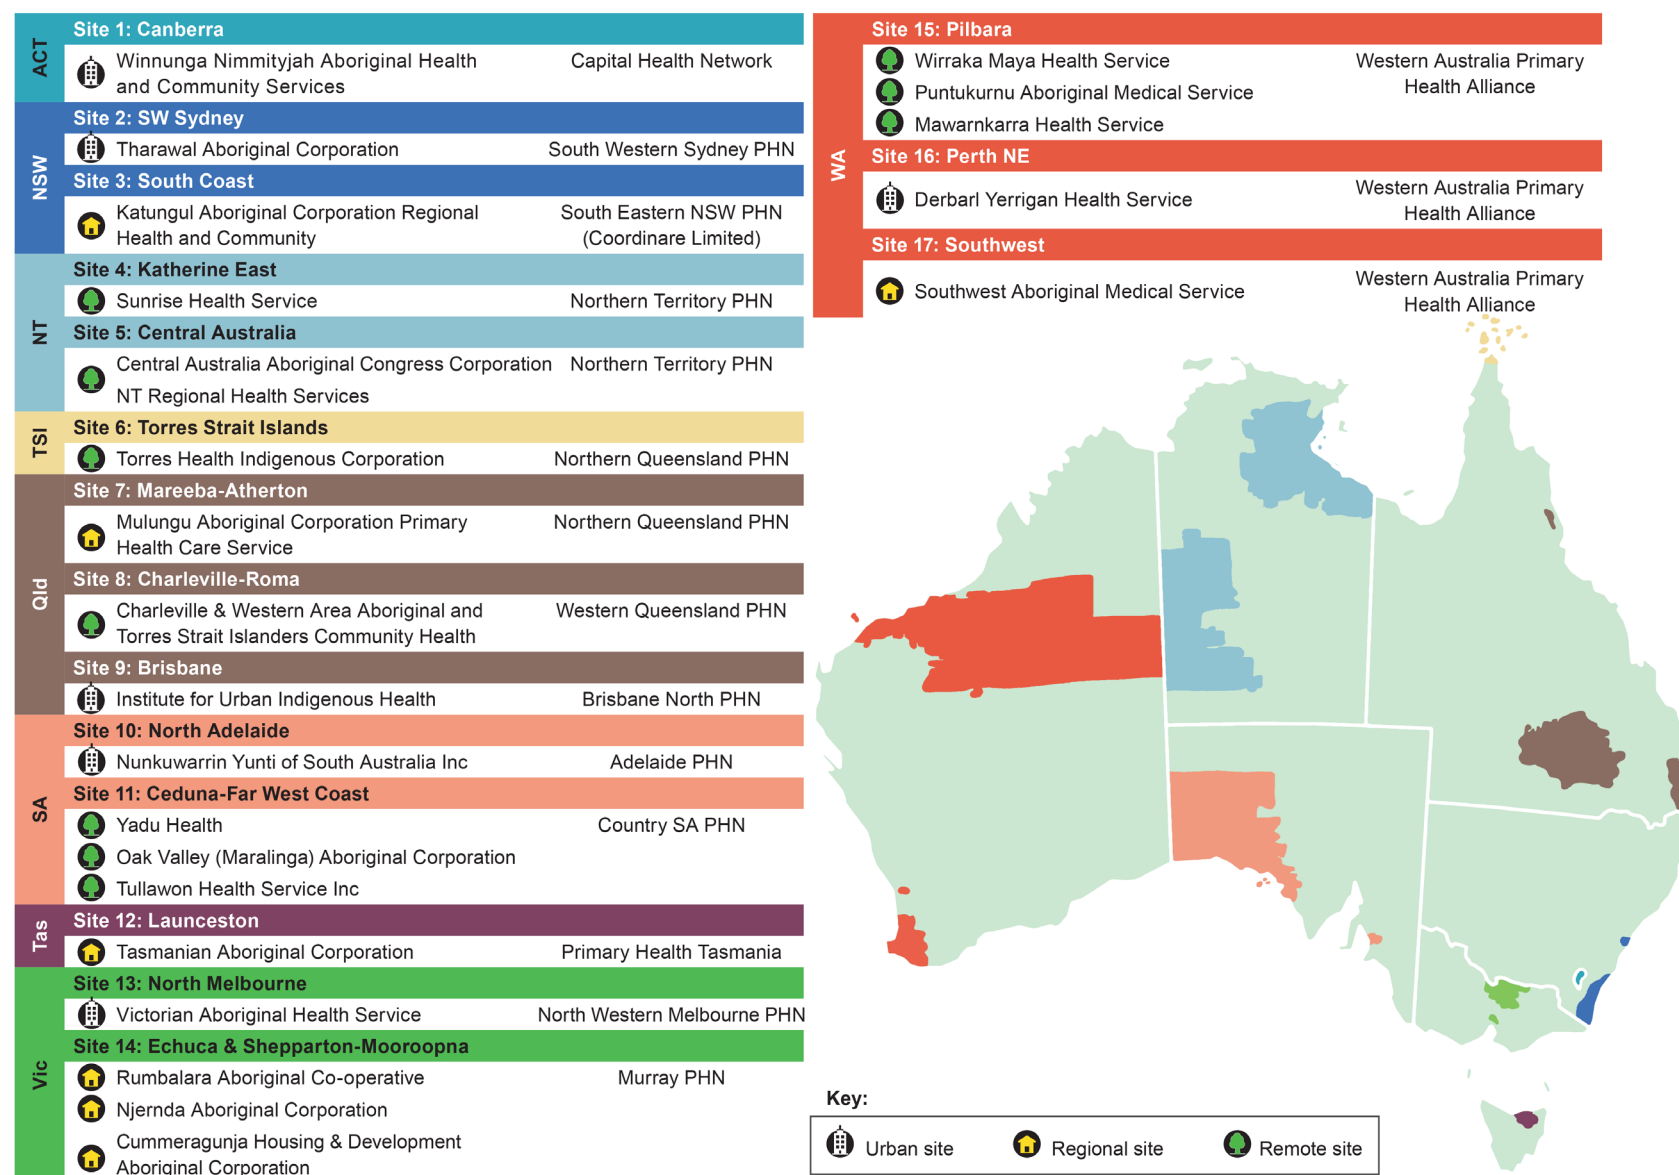 ACT
Site 1: Canberra
Winnunga Nimmityjah Aboriginal Health
and Community Services
Capital Health Network
NSW
Site 2: SW Sydney
Tharawal Aboriginal Corporation
South Western Sydney PHN
Site 3: South Coast
Katungul Aboriginal Corporation Regional
Health and Community
South Eastern NSW PHN
(Coordinare Limited)
NT
Site 4: Katherine East
Sunrise Health Service
Northern Territory PHN
Site 5: Central Australia
Central Australia Aboriginal Congress Corporation
Northern Territory PHN
NT Regional Health Services
TSI
Site 6: Torres Strait Islands
Torres Health Indigenous Corporation
Northern Queensland PHN
Qld
Site 7: Mareeba-Atherton
Mulungu Aboriginal Corporation Primary
Health Care Service
Northern Queensland PHN
Site 8: Charleville-Roma
Charleville & Western Area Aboriginal and
Torres Strait Islanders Community Health
Western Queensland PHN
Site 9: Brisbane
Institute for Urban Indigenous Health
Brisbane North PHN
SA
Site 10: North Adelaide
Nunkuwarrin Yunti of South Australia Inc
Adelaide PHN
Site 11: Ceduna-Far West Coast
Yadu Health
Country SA PHN
Oak Valley (Maralinga) Aboriginal Corporation
Tullawon Health Service Inc
Tas
Site 12: Launceston
Tasmanian Aboriginal Corporation
Primary Health Tasmania
Vic
Site 13: North Melbourne
Victorian Aboriginal Health Service
North Western Melbourne PHN
Site 14: Echuca & Shepparton-Mooroopna
Rumbalara Aboriginal Co-operative
Murray PHN
Njernda Aboriginal Corporation
Cummeragunja Housing & Development
Aboriginal Corporation
WA
Site 15: Pilbara
Wirraka Maya Health Service
Puntukurnu Aboriginal Medical Service
Mawarnkarra Health Service
Western Australia Primary
Health Alliance
Site 16: Perth NE
Derbarl Yerrigan Health Service
Western Australia Primary
Health Alliance
Site 17: Southwest
Southwest Aboriginal Medical Service
Western Australia Primary
Health Alliance
Key:
Urban site
Regional site
Remote site